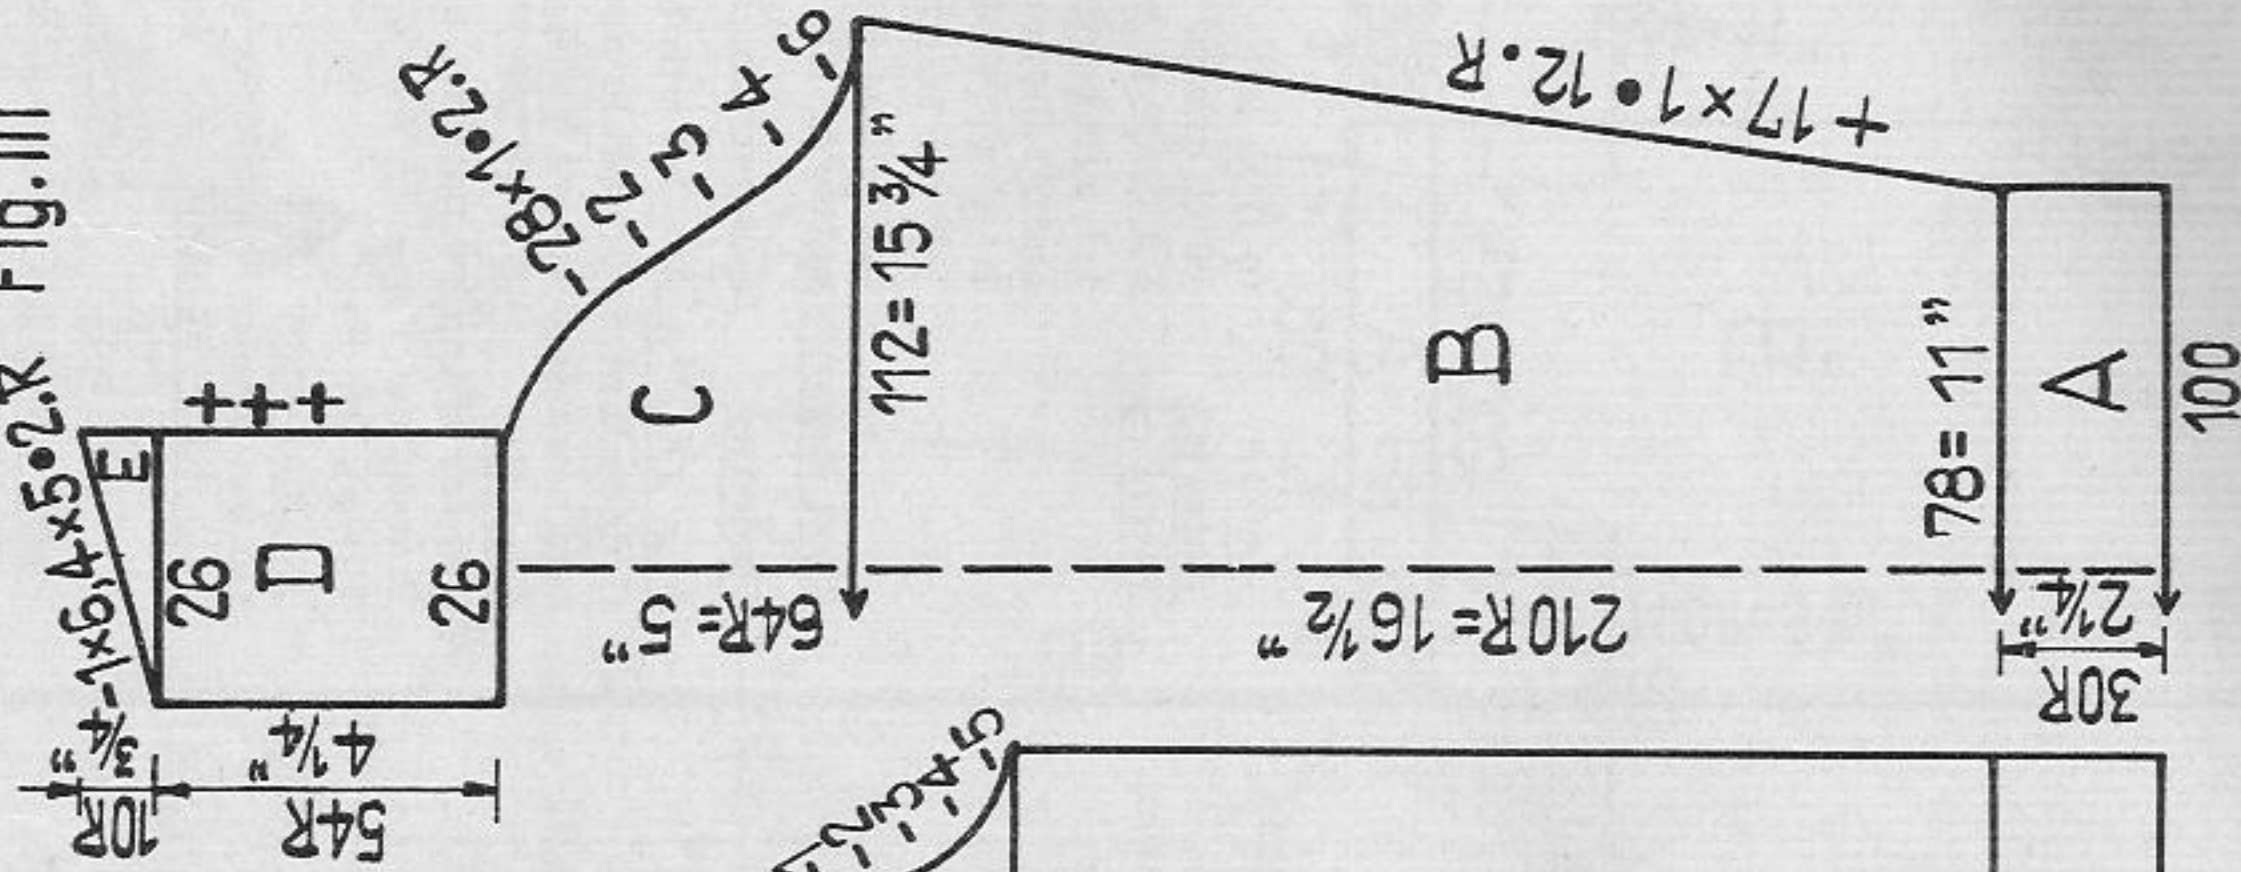 Fig.III
-1×6,4×5•2.R
E
+++
26
D
26
10R
3/4"
54R
4 1/4"
-28×1•2.R
-2
-3
-4
-6
C
64R=5"
112=15 3/4"
+17×1•12.R
B
210R=16 1/2"
78=11"
A
2 1/4"
30R
100
-2
-3
-4
-5